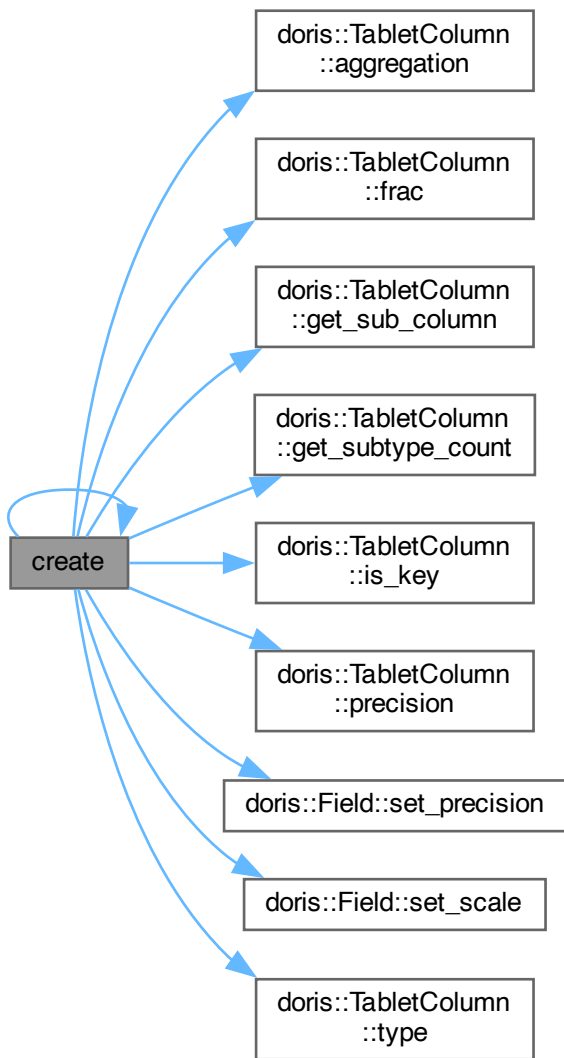 doris::TabletColumn
::aggregation
doris::TabletColumn
::frac
doris::TabletColumn
::get_sub_column
doris::TabletColumn
::get_subtype_count
create
doris::TabletColumn
::is_key
doris::TabletColumn
::precision
doris::Field::set_precision
doris::Field::set_scale
doris::TabletColumn
::type